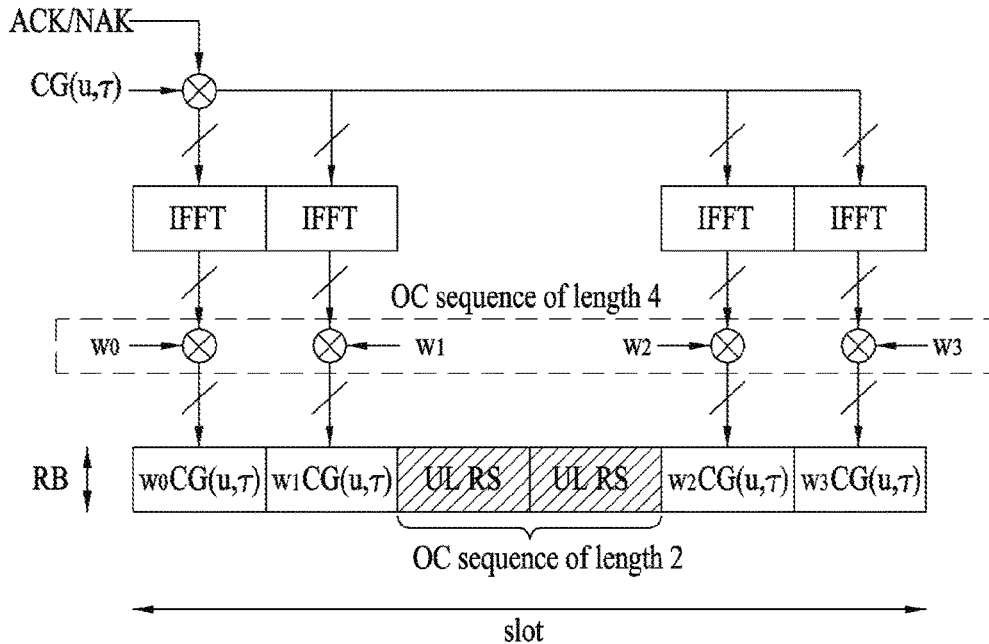 ACK/NAK
CG(u,τ)
IFFT IFFT IFFT IFFT
OC sequence of length 4
w0 w1 w2 w3
RB w0CG(u,τ) w1CG(u,τ) UL RS UL RS w2CG(u,τ) w3CG(u,τ)
OC sequence of length 2
slot